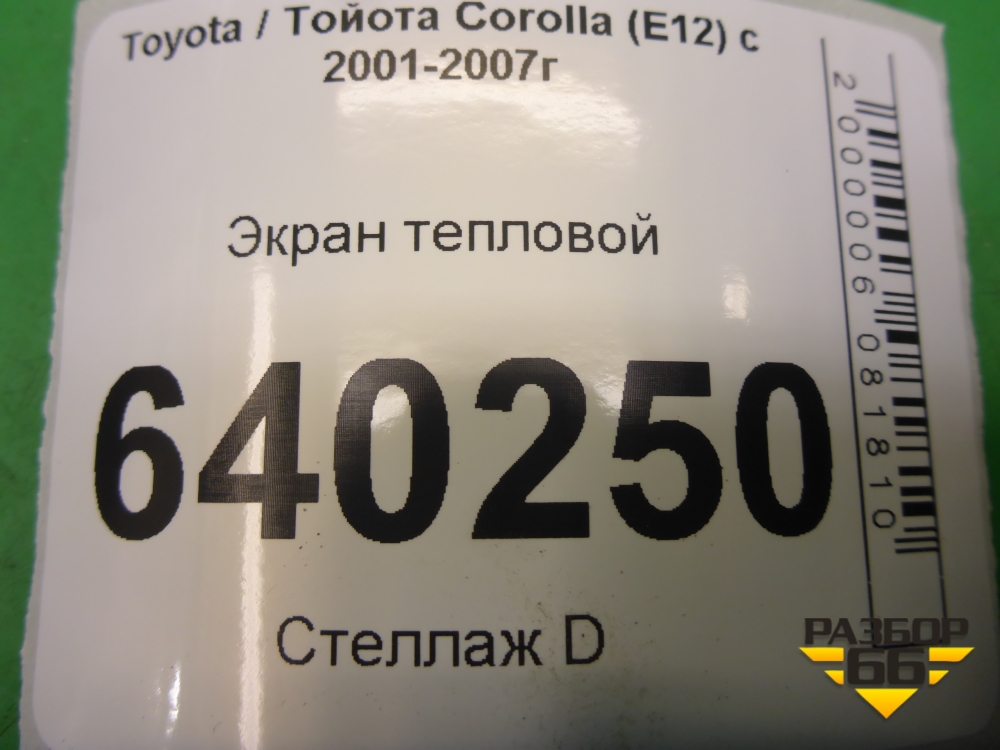 Toyota / Тойота Corolla (E12) с
2001-2007г
Экран тепловой
640250
Стеллаж D
2000006081810
РАЗБОР
66